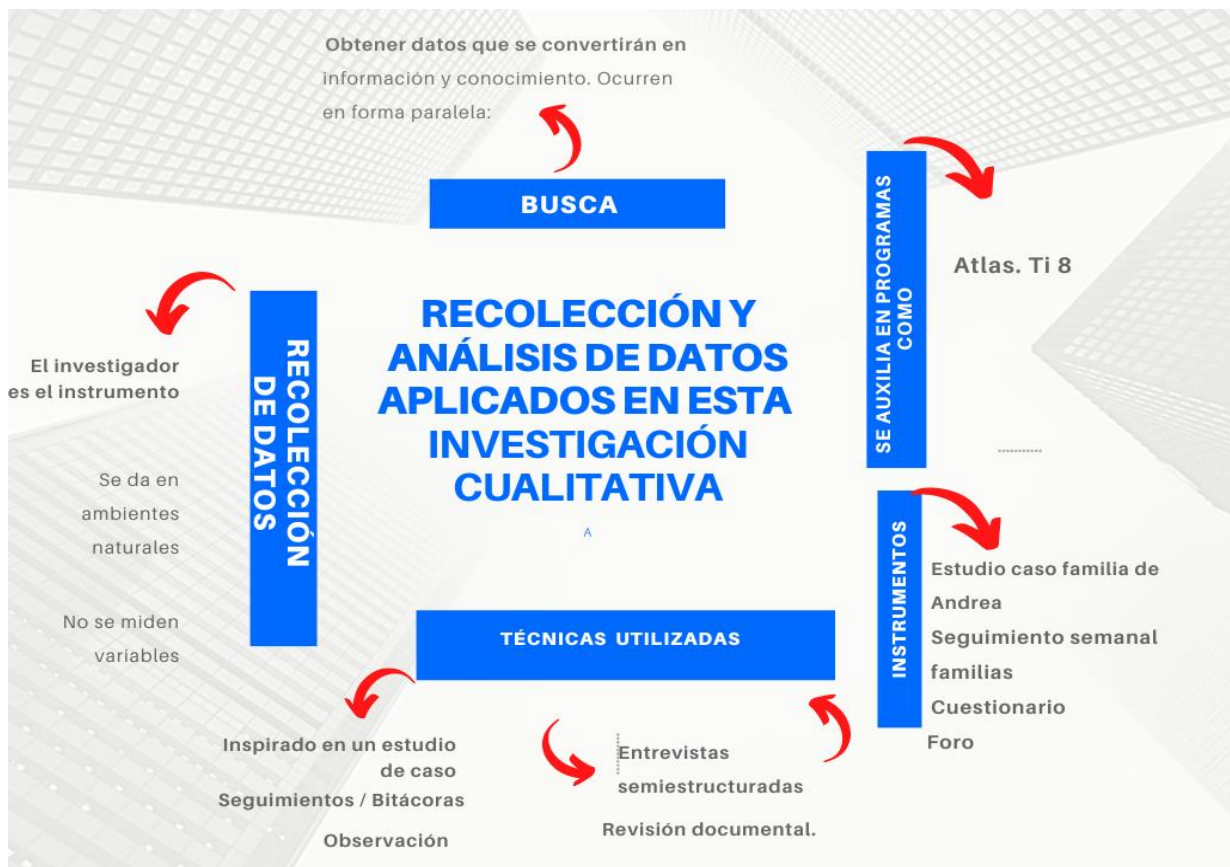 Obtener datos que se convertirán en
información y conocimiento. Ocurren
en forma paralela:
BUSCA
SE AUXILIA EN PROGRAMAS
COMO
Atlas. Ti 8
RECOLECCIÓN Y
ANÁLISIS DE DATOS
APLICADOS EN ESTA
INVESTIGACIÓN
CUALITATIVA
A
RECOLECCIÓN
DE DATOS
El investigador
es el instrumento
Se da en
ambientes
naturales
No se miden
variables
INSTRUMENTOS
Estudio caso familia de
Andrea
Seguimiento semanal
familias
Cuestionario
Foro
TÉCNICAS UTILIZADAS
Inspirado en un estudio
de caso
Seguimientos / Bitácoras
Observación
Entrevistas
semiestructuradas
Revisión documental.